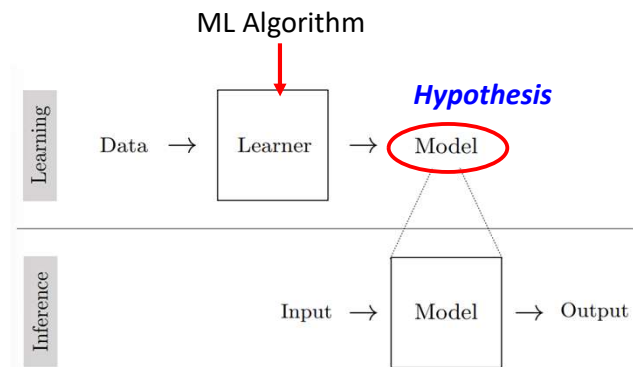 ML Algorithm
Hypothesis
Learning
Data → Learner → Model
Inference
Input → Model → Output